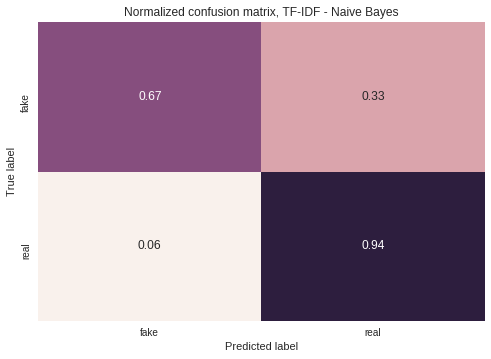 Normalized confusion matrix, TF-IDF - Naive Bayes
True label
fake
0.67 0.33
real
0.06 0.94
fake real
Predicted label